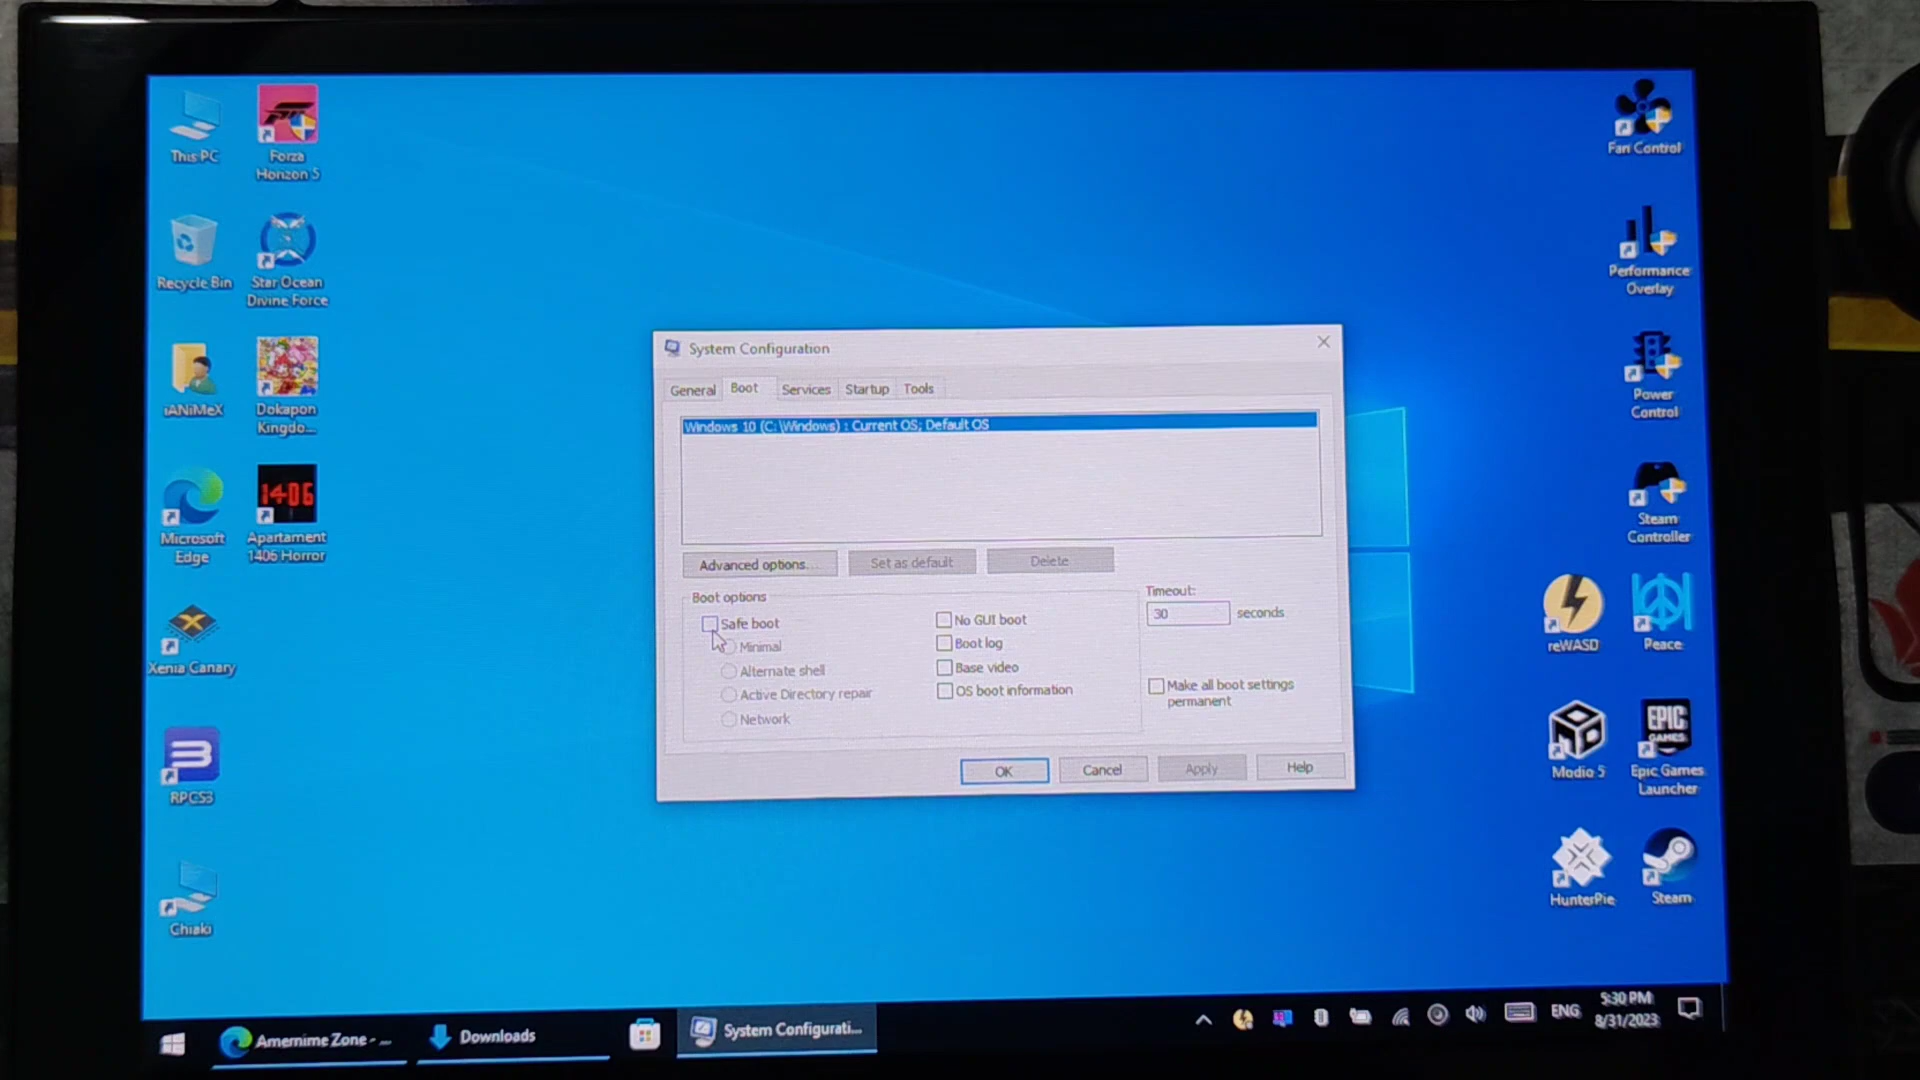 This PC
Forza
Horizon 5
Recycle Bin
Star Ocean
Divine Force
iANiMeX
Dokapon
Kingdo...
1406
Microsoft
Edge
Apartament
1406 Horror
Xenia Canary
RPCS3
Chiaki
Fan Control
Performance
Overlay
Power
Control
Steam
Controller
reWASD
Peace
EPIC
GAMES
Modio 5
Epic Games
Launcher
HunterPie
Steam
System Configuration
General
Boot
Services
Startup
Tools
Windows 10 (C:\Windows) : Current OS; Default OS
Advanced options...
Set as default
Delete
Boot options
Safe boot
Minimal
Alternate shell
Active Directory repair
Network
No GUI boot
Boot log
Base video
OS boot information
Timeout:
30 seconds
Make all boot settings
permanent
OK
Cancel
Apply
Help
Amernime Zone - ...
Downloads
System Configurati...
ENG
5:30 PM
8/31/2023